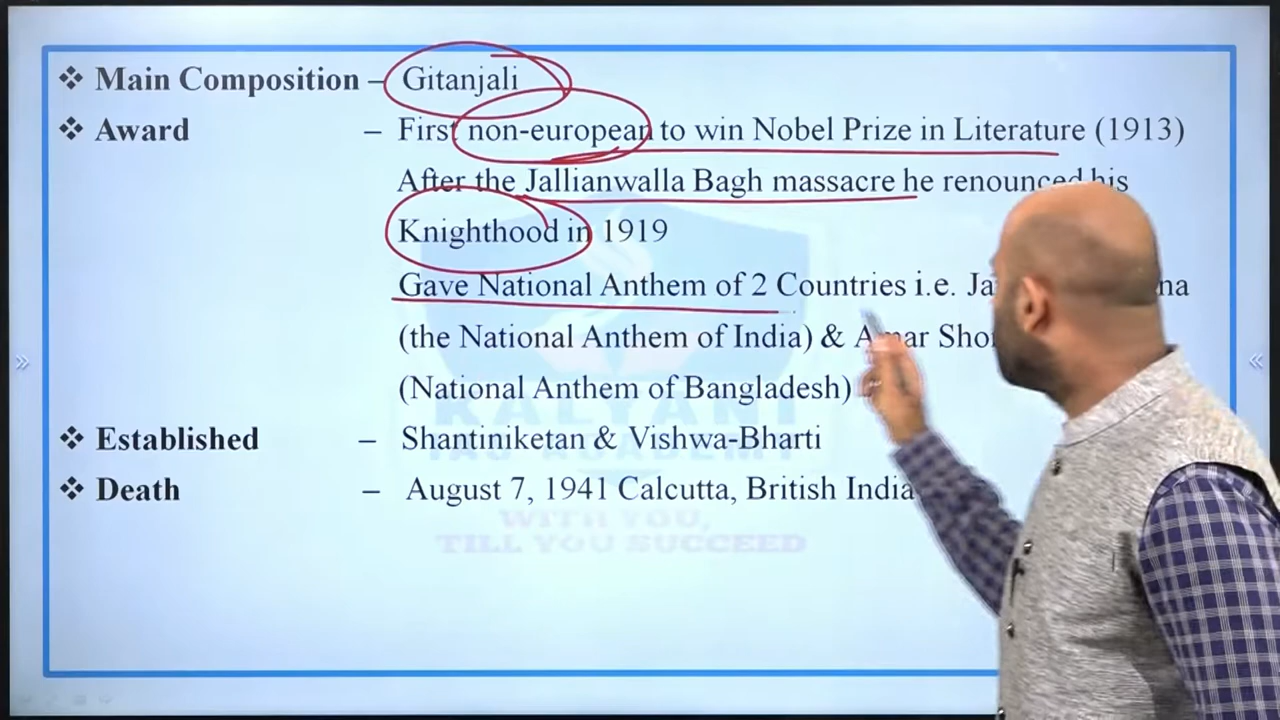 ❖ Main Composition – Gitanjali
❖ Award – First non-european to win Nobel Prize in Literature (1913)
After the Jallianwalla Bagh massacre he renounced his
Knighthood in 1919
Gave National Anthem of 2 Countries i.e.
(the National Anthem of India) & Amar
(National Anthem of Bangladesh)
❖ Established – Shantiniketan & Vishwa-Bharti
❖ Death – August 7, 1941 Calcutta, British India
KALYANI
IAS ACADEMY
WITH YOU,
TILL YOU SUCCEED